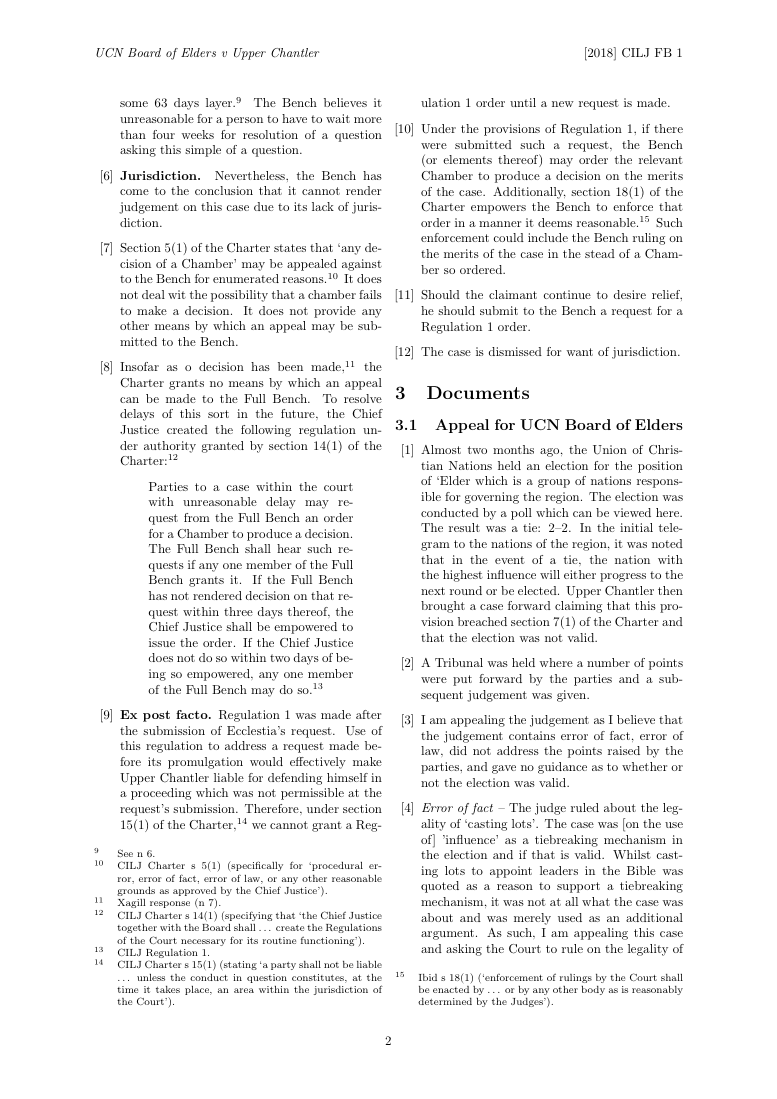 UCN Board of Elders v Upper Chantler
[2018] CILJ FB 1
some 63 days layer.9 The Bench believes it
unreasonable for a person to have to wait more
than four weeks for resolution of a question
asking this simple of a question.
[6] Jurisdiction. Nevertheless, the Bench has
come to the conclusion that it cannot render
judgement on this case due to its lack of juris-
diction.
[7] Section 5(1) of the Charter states that ‘any de-
cision of a Chamber’ may be appealed against
to the Bench for enumerated reasons.10 It does
not deal wit the possibility that a chamber fails
to make a decision. It does not provide any
other means by which an appeal may be sub-
mitted to the Bench.
[8] Insofar as o decision has been made,11 the
Charter grants no means by which an appeal
can be made to the Full Bench. To resolve
delays of this sort in the future, the Chief
Justice created the following regulation un-
der authority granted by section 14(1) of the
Charter:12
Parties to a case within the court
with unreasonable delay may re-
quest from the Full Bench an order
for a Chamber to produce a decision.
The Full Bench shall hear such re-
quests if any one member of the Full
Bench grants it. If the Full Bench
has not rendered decision on that re-
quest within three days thereof, the
Chief Justice shall be empowered to
issue the order. If the Chief Justice
does not do so within two days of be-
ing so empowered, any one member
of the Full Bench may do so.13
[9] Ex post facto. Regulation 1 was made after
the submission of Ecclestia’s request. Use of
this regulation to address a request made be-
fore its promulgation would effectively make
Upper Chantler liable for defending himself in
a proceeding which was not permissible at the
request’s submission. Therefore, under section
15(1) of the Charter,14 we cannot grant a Reg-
9 See n 6.
10 CILJ Charter s 5(1) (specifically for ‘procedural er-
ror, error of fact, error of law, or any other reasonable
grounds as approved by the Chief Justice’).
11 Xagill response (n 7).
12 CILJ Charter s 14(1) (specifying that ‘the Chief Justice
together with the Board shall . . . create the Regulations
of the Court necessary for its routine functioning’).
13 CILJ Regulation 1.
14 CILJ Charter s 15(1) (stating ‘a party shall not be liable
. . . unless the conduct in question constitutes, at the
time it takes place, an area within the jurisdiction of
the Court’).
ulation 1 order until a new request is made.
[10] Under the provisions of Regulation 1, if there
were submitted such a request, the Bench
(or elements thereof) may order the relevant
Chamber to produce a decision on the merits
of the case. Additionally, section 18(1) of the
Charter empowers the Bench to enforce that
order in a manner it deems reasonable.15 Such
enforcement could include the Bench ruling on
the merits of the case in the stead of a Cham-
ber so ordered.
[11] Should the claimant continue to desire relief,
he should submit to the Bench a request for a
Regulation 1 order.
[12] The case is dismissed for want of jurisdiction.
3 Documents
3.1 Appeal for UCN Board of Elders
[1] Almost two months ago, the Union of Chris-
tian Nations held an election for the position
of ‘Elder which is a group of nations respons-
ible for governing the region. The election was
conducted by a poll which can be viewed here.
The result was a tie: 2–2. In the initial tele-
gram to the nations of the region, it was noted
that in the event of a tie, the nation with
the highest influence will either progress to the
next round or be elected. Upper Chantler then
brought a case forward claiming that this pro-
vision breached section 7(1) of the Charter and
that the election was not valid.
[2] A Tribunal was held where a number of points
were put forward by the parties and a sub-
sequent judgement was given.
[3] I am appealing the judgement as I believe that
the judgement contains error of fact, error of
law, did not address the points raised by the
parties, and gave no guidance as to whether or
not the election was valid.
[4] Error of fact – The judge ruled about the leg-
ality of ‘casting lots’. The case was [on the use
of] ’influence’ as a tiebreaking mechanism in
the election and if that is valid. Whilst cast-
ing lots to appoint leaders in the Bible was
quoted as a reason to support a tiebreaking
mechanism, it was not at all what the case was
about and was merely used as an additional
argument. As such, I am appealing this case
and asking the Court to rule on the legality of
15 Ibid s 18(1) (‘enforcement of rulings by the Court shall
be enacted by . . . or by any other body as is reasonably
determined by the Judges’).
2